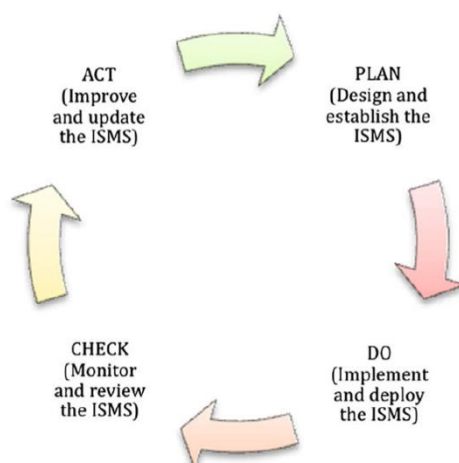 ACT
(Improve
and update
the ISMS)
PLAN
(Design and
establish the
ISMS)
CHECK
(Monitor
and review
the ISMS)
DO
(Implement
and deploy
the ISMS)